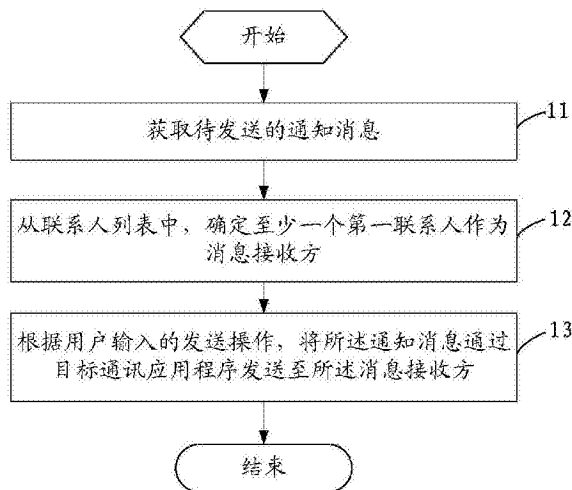 开始
获取待发送的通知消息
11
从联系人列表中，确定至少一个第一联系人作为
消息接收方
12
根据用户输入的发送操作，将所述通知消息通过
目标通讯应用程序发送至所述消息接收方
13
结束